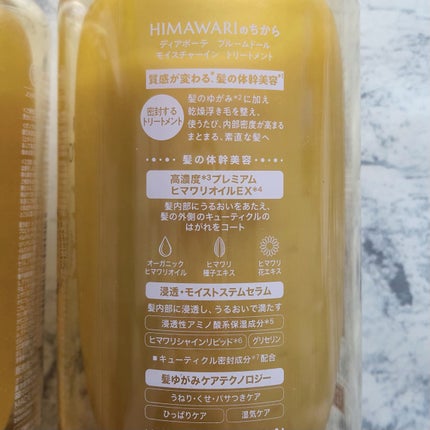 HIMAWARIのちから
ディアボーテ プルームドール
モイスチャーイン トリートメント
質感が変わる*¹髪の体幹美容*¹
密封する
トリートメント
髪のゆがみ*²に加え
乾燥浮き毛を整え、
使うたび、内部密度が高まる
まとまる、素直な髪へ
髪の体幹美容
高濃度*³プレミアム
ヒマワリオイルEX*⁴
髪内部にうるおいをあたえ、
髪の外側のキューティクルの
はがれをコート
オーガニック
ヒマワリオイル
ヒマワリ
種子エキス
ヒマワリ
花エキス
浸透・モイストステムセラム
髪内部に浸透し、うるおいで満たす
浸透性アミノ酸系保湿成分*⁵
ヒマワリシャインリピッド*⁶ グリセリン
■キューティクル密封成分*⁷配合
髪ゆがみケアテクノロジー
うねり・くせ・パサつきケア
ひっぱりケア 湿気ケア